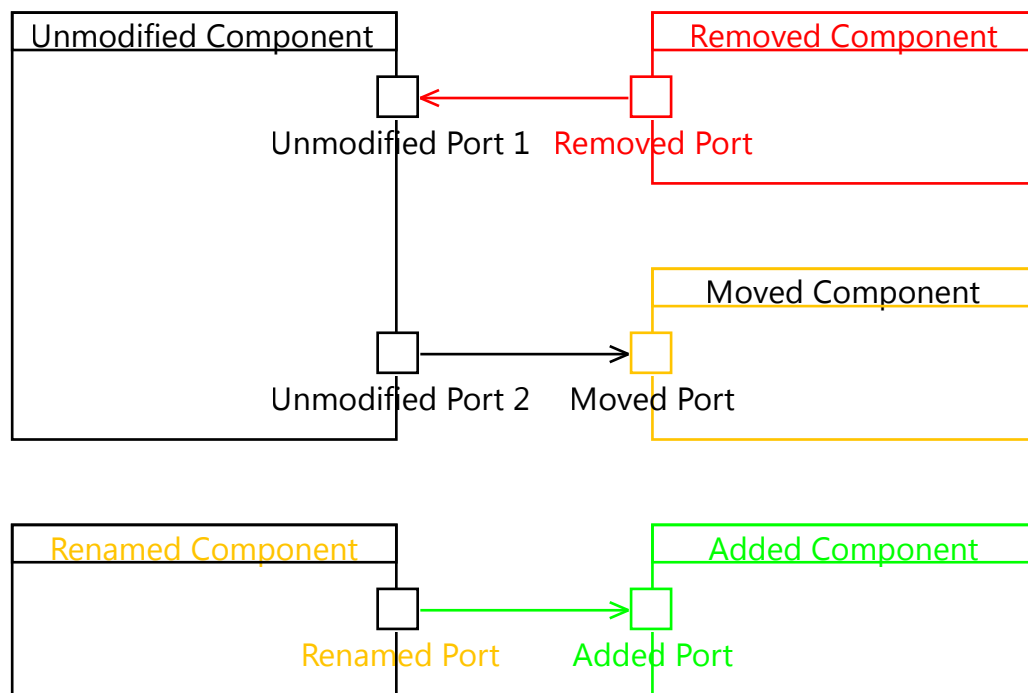 Unmodified Component
Removed Component
Unmodified Port 1
Removed Port
Moved Component
Unmodified Port 2
Moved Port
Renamed Component
Added Component
Renamed Port
Added Port